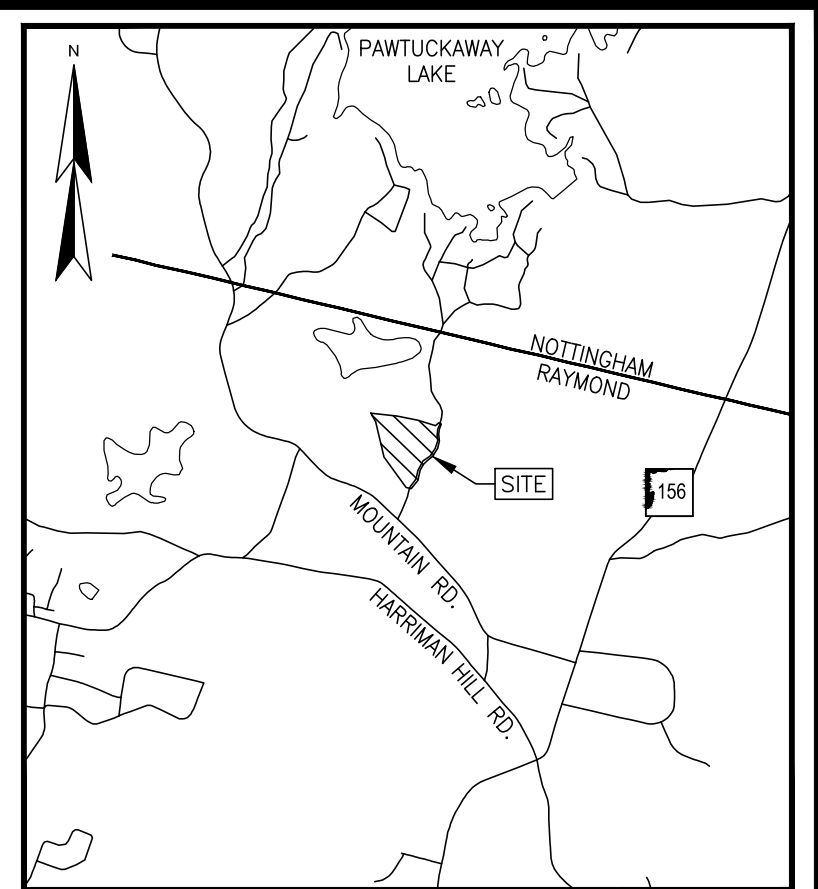 N
PAWTUCKAWAY
LAKE
NOTTINGHAM
RAYMOND
SITE
156
MOUNTAIN RD.
HARRIMAN HILL RD.